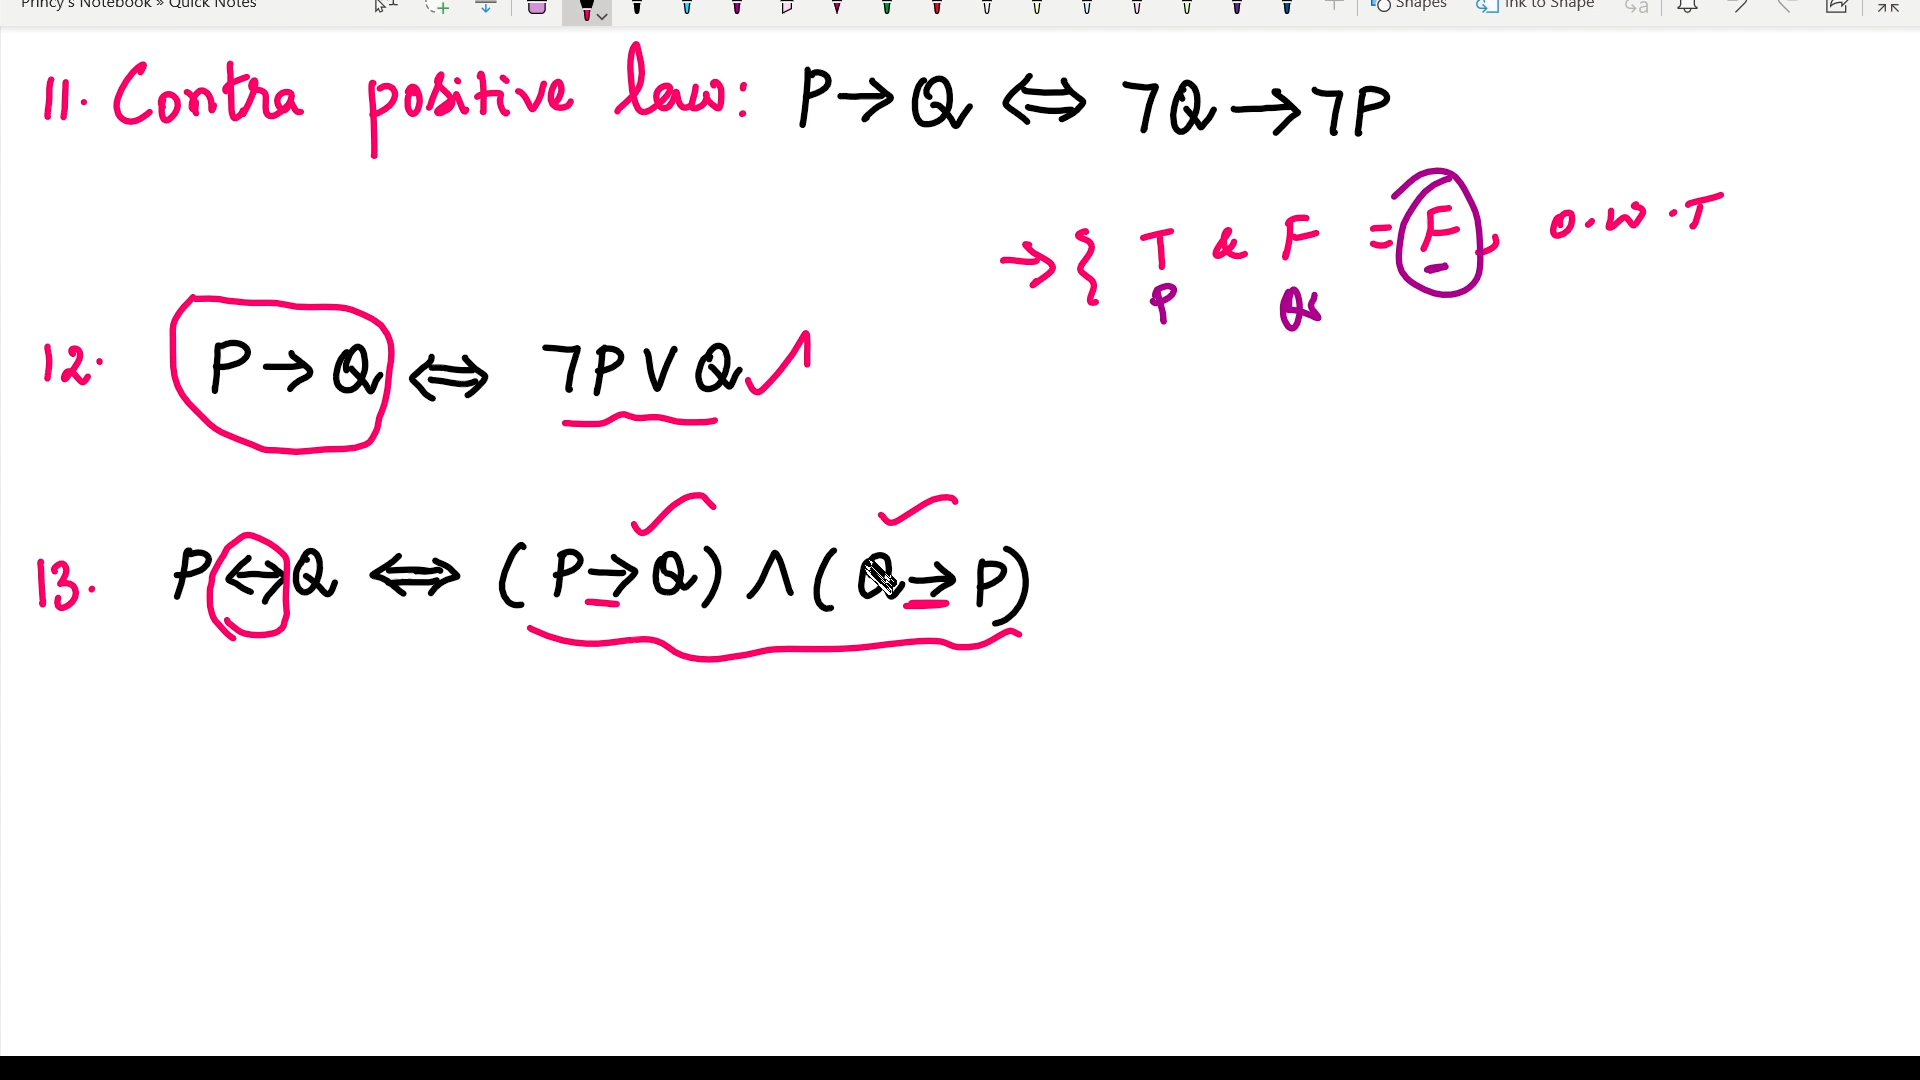 Princy's Notebook » Quick Notes
Shapes
Ink to Shape
11. Contra positive law: P→Q ⇔ ¬Q→¬P
→{ T & F = F, o.w.T
P Q
12. P→Q ⇔ ¬P∨Q ✓
✓ ✓
13. P↔Q ⇔ (P→Q)∧(Q→P)